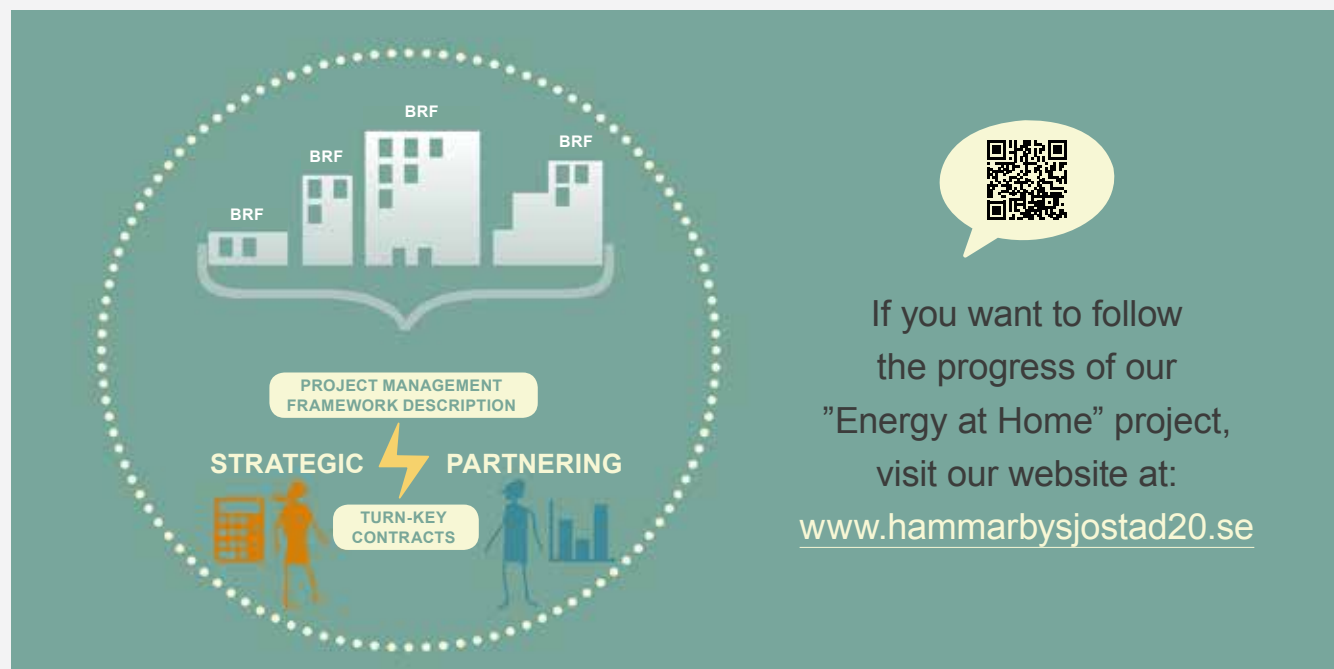 BRF
BRF
BRF
BRF
PROJECT MANAGEMENT
FRAMEWORK DESCRIPTION
STRATEGIC PARTNERING
TURN-KEY
CONTRACTS
If you want to follow
the progress of our
”Energy at Home” project,
visit our website at:
www.hammarbysjostad20.se